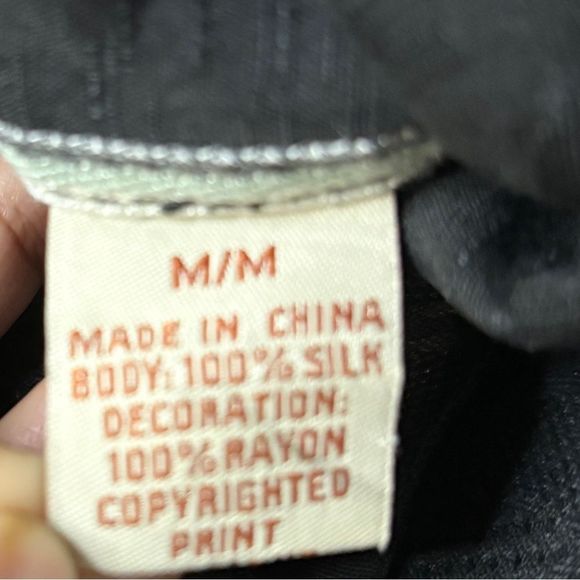 M/M
MADE IN CHINA
BODY: 100% SILK
DECORATION:
100% RAYON
COPYRIGHTED
PRINT